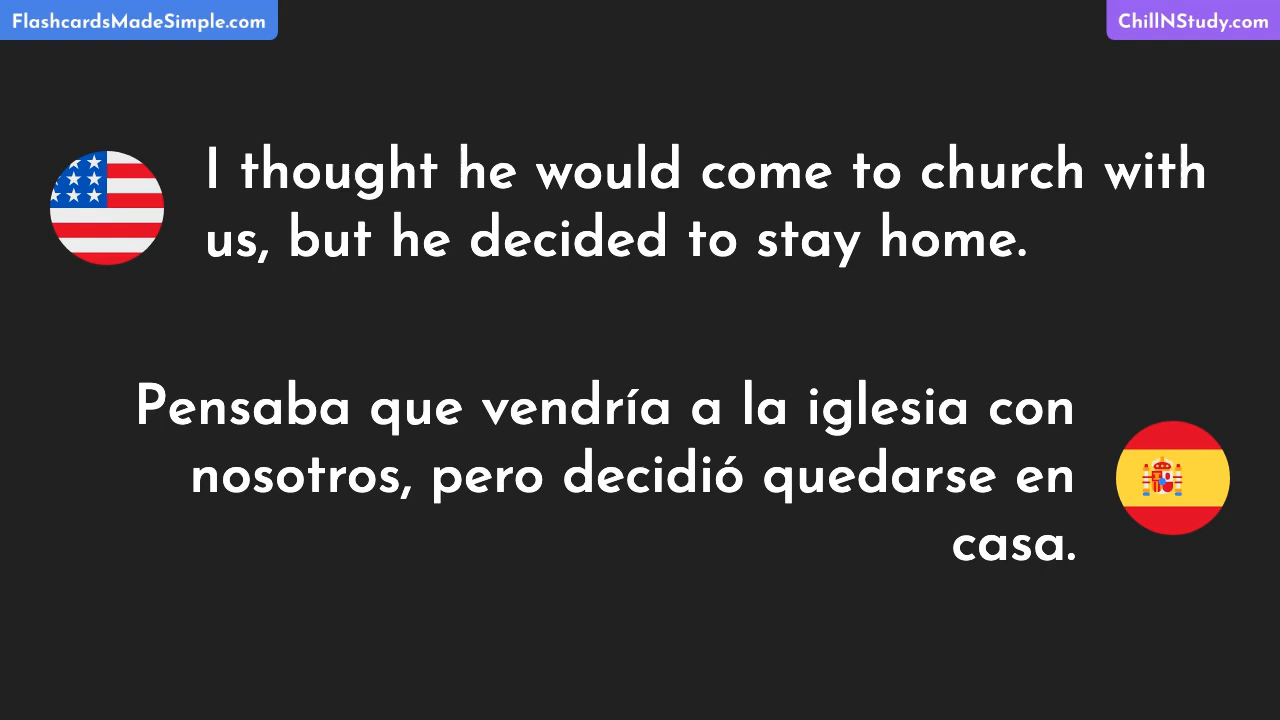 FlashcardsMadeSimple.com
ChillNStudy.com
I thought he would come to church with
us, but he decided to stay home.
Pensaba que vendría a la iglesia con
nosotros, pero decidió quedarse en
casa.